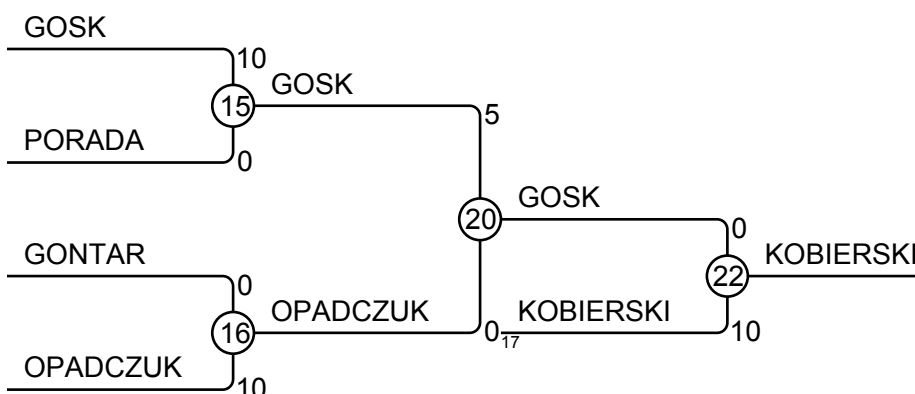 GOSK
10
15
GOSK
5
PORADA
0
20
GOSK
0
22
KOBIERSKI
GONTAR
0
16
OPADCZUK
0
17
KOBIERSKI
10
OPADCZUK
10